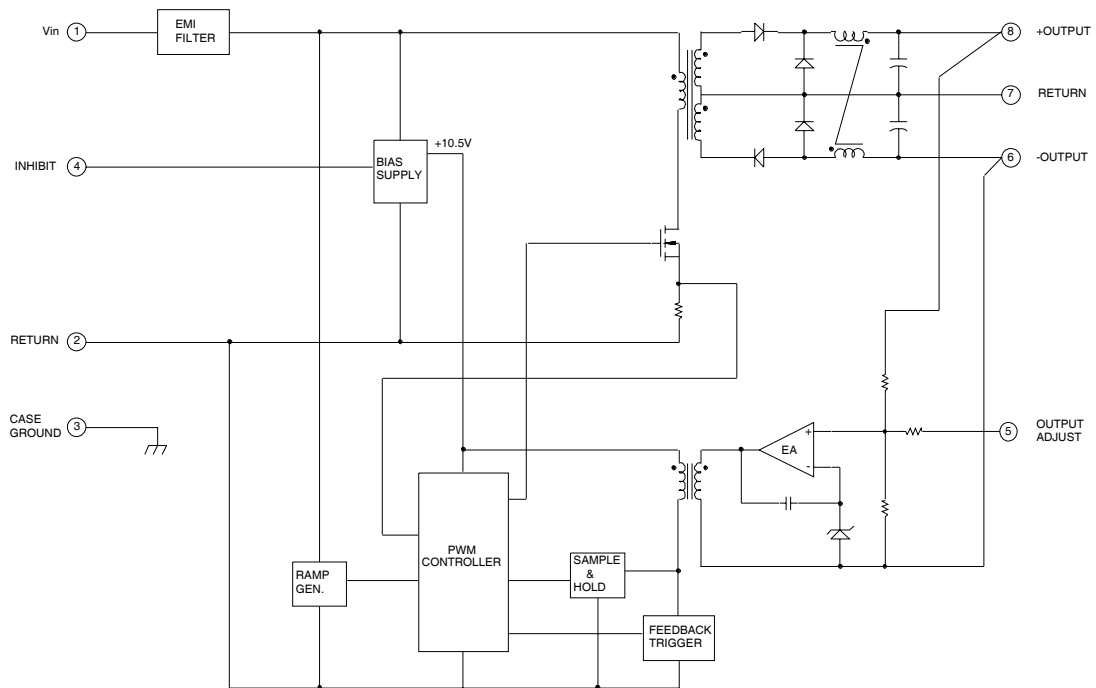 EMI
FILTER
Vin 1
8 +OUTPUT
7 RETURN
+10.5V
BIAS
SUPPLY
INHIBIT 4
6 -OUTPUT
RETURN 2
CASE
GROUND 3
+
EA
-
5 OUTPUT
ADJUST
PWM
CONTROLLER
SAMPLE
&
HOLD
RAMP
GEN.
FEEDBACK
TRIGGER